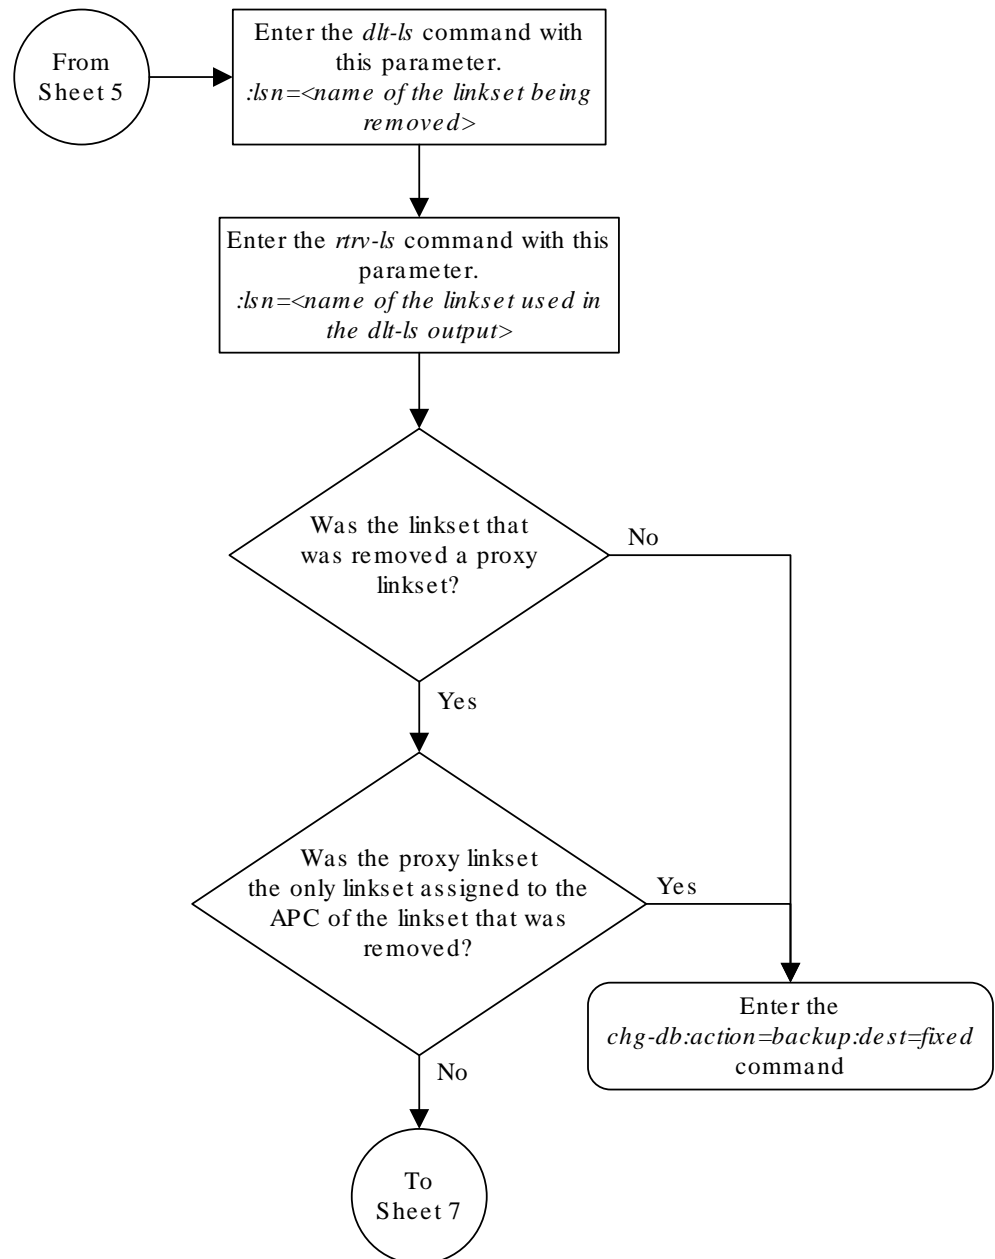 From
Sheet 5
Enter the dlt-ls command with
this parameter.
:lsn=<name of the linkset being
removed>
Enter the rtrv-ls command with this
parameter.
:lsn=<name of the linkset used in
the dlt-ls output>
Was the linkset that
was removed a proxy
linkset?
No
Yes
Was the proxy linkset
the only linkset assigned to the
APC of the linkset that was
removed?
Yes
Enter the
chg-db:action=backup:dest=fixed
command
No
To
Sheet 7